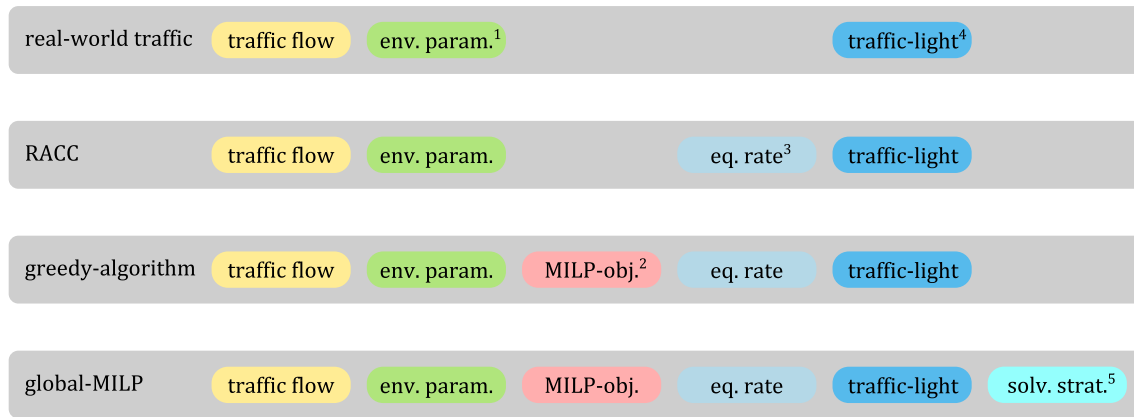 real-world traffic traffic flow env. param.¹ traffic-light⁴
RACC traffic flow env. param. eq. rate³ traffic-light
greedy-algorithm traffic flow env. param. MILP-obj.² eq. rate traffic-light
global-MILP traffic flow env. param. MILP-obj. eq. rate traffic-light solv. strat.⁵